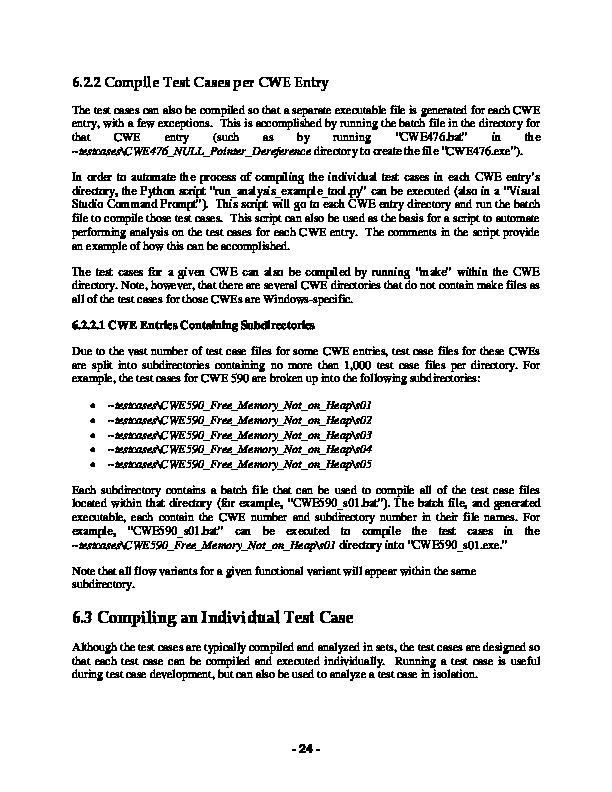 6.2.2 Compile Test Cases per CWE Entry
The test cases can also be compiled so that a separate executable file is generated for each CWE
entry, with a few exceptions.  This is accomplished by running the batch file in the directory for
that CWE entry (such as by running "CWE476.bat" in the
~testcases\CWE476_NULL_Pointer_Dereference directory to create the file "CWE476.exe").
In order to automate the process of compiling the individual test cases in each CWE entry's
directory, the Python script "run_analysis_example_tool.py" can be executed (also in a "Visual
Studio Command Prompt").  This script will go to each CWE entry directory and run the batch
file to compile those test cases.  This script can also be used as the basis for a script to automate
performing analysis on the test cases for each CWE entry.  The comments in the script provide
an example of how this can be accomplished.
The test cases for a given CWE can also be compiled by running "make" within the CWE
directory. Note, however, that there are several CWE directories that do not contain make files as
all of the test cases for those CWEs are Windows-specific.
6.2.2.1 CWE Entries Containing Subdirectories
Due to the vast number of test case files for some CWE entries, test case files for these CWEs
are split into subdirectories containing no more than 1,000 test case files per directory. For
example, the test cases for CWE 590 are broken up into the following subdirectories:
• ~testcases\CWE590_Free_Memory_Not_on_Heap\s01
• ~testcases\CWE590_Free_Memory_Not_on_Heap\s02
• ~testcases\CWE590_Free_Memory_Not_on_Heap\s03
• ~testcases\CWE590_Free_Memory_Not_on_Heap\s04
• ~testcases\CWE590_Free_Memory_Not_on_Heap\s05
Each subdirectory contains a batch file that can be used to compile all of the test case files
located within that directory (for example, "CWE590_s01.bat"). The batch file, and generated
executable, each contain the CWE number and subdirectory number in their file names. For
example, "CWE590_s01.bat" can be executed to compile the test cases in the
~testcases\CWE590_Free_Memory_Not_on_Heap\s01 directory into "CWE590_s01.exe."
Note that all flow variants for a given functional variant will appear within the same
subdirectory.
6.3 Compiling an Individual Test Case
Although the test cases are typically compiled and analyzed in sets, the test cases are designed so
that each test case can be compiled and executed individually.  Running a test case is useful
during test case development, but can also be used to analyze a test case in isolation.
- 24 -